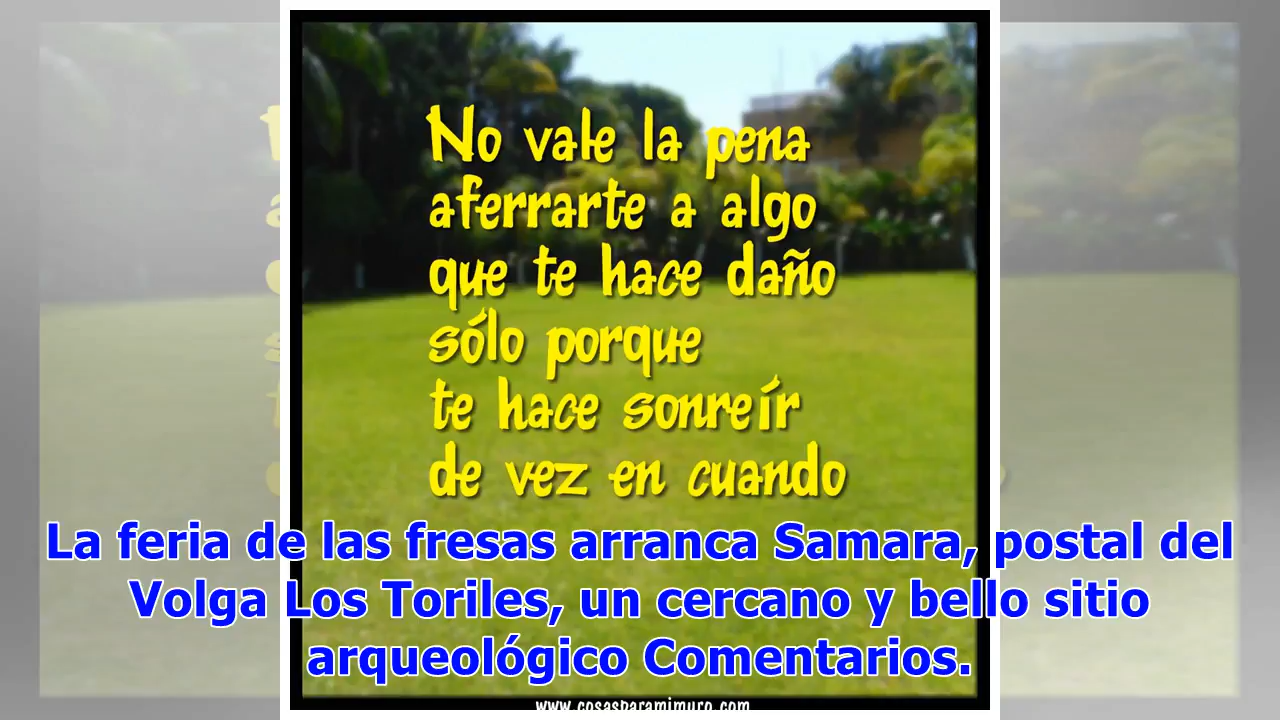 No vale la pena
aferrarte a algo
que te hace daño
sólo porque
te hace sonreír
de vez en cuando
La feria de las fresas arranca Samara, postal del
Volga Los Toriles, un cercano y bello sitio
arqueológico Comentarios.
www.cosasparamimuro.com